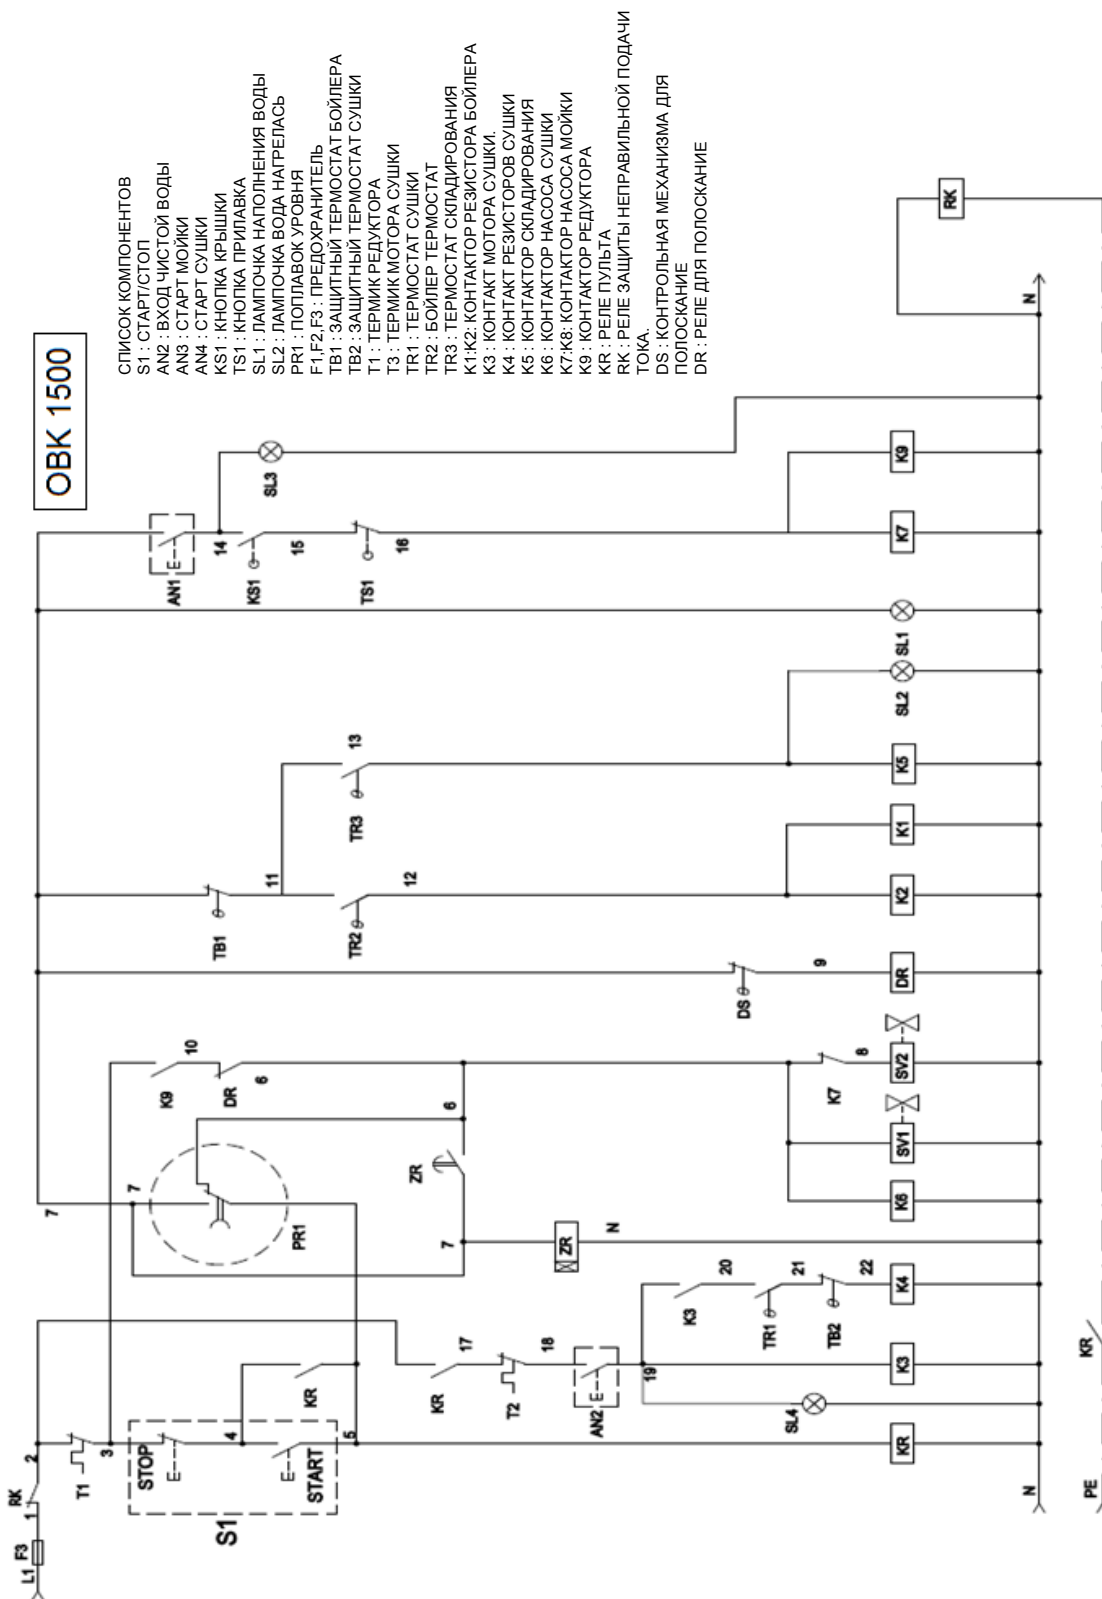 OBK 1500
СПИСОК КОМПОНЕНТОВ
S1 : СТАРТ/СТОП
AN2 : ВХОД ЧИСТОЙ ВОДЫ
AN3 : СТАРТ МОЙКИ
AN4 : СТАРТ СУШКИ
KS1 : КНОПКА КРЫШКИ
TS1 : КНОПКА ПРИЛАВКА
SL1 : ЛАМПОЧКА НАПОЛНЕНИЯ ВОДЫ
SL2 : ЛАМПОЧКА ВОДА НАГРЕЛАСЬ
PR1 : ПОПЛАВОК УРОВНЯ
F1,F2,F3 : ПРЕДОХРАНИТЕЛЬ
TB1 : ЗАЩИТНЫЙ ТЕРМОСТАТ БОЙЛЕРА
TB2 : ЗАЩИТНЫЙ ТЕРМОСТАТ СУШКИ
T1 : ТЕРМИК РЕДУКТОРА
T3 : ТЕРМИК МОТОРА СУШКИ
TR1 : ТЕРМОСТАТ СУШКИ
TR2 : БОЙЛЕР ТЕРМОСТАТ
TR3 : ТЕРМОСТАТ СКЛАДИРОВАНИЯ
K1:K2: КОНТАКТОР РЕЗИСТОРА БОЙЛЕРА
K3 : КОНТАКТ МОТОРА СУШКИ.
K4 : КОНТАКТ РЕЗИСТОРОВ СУШКИ
K5 : КОНТАКТОР СКЛАДИРОВАНИЯ
K6 : КОНТАКТОР НАСОСА СУШКИ
K7:K8: КОНТАКТОР НАСОСА МОЙКИ
K9 : КОНТАКТОР РЕДУКТОРА
KR : РЕЛЕ ПУЛЬТА
RK : РЕЛЕ ЗАЩИТЫ НЕПРАВИЛЬНОЙ ПОДАЧИ
ТОКА.
DS : КОНТРОЛЬНАЯ МЕХАНИЗМА ДЛЯ
ПОЛОСКАНИЕ
DR : РЕЛЕ ДЛЯ ПОЛОСКАНИЕ
L1
F3
1
RK
2
T1
3
STOP
4
START
5
S1
KR
KR
17
T2
18
AN2
19
SL4
K3
20
TR1
21
TB2
22
KR
K3
K4
7
7
PR1
7
ZR
ZR
N
6
K9
10
DR
6
K7
8
K6
SV1
SV2
DS
9
DR
TB1
11
TR2
12
TR3
13
K2
K1
K5
SL2
SL1
AN1
14
KS1
15
TS1
16
SL3
K7
K9
N
N
RK
PE
KR